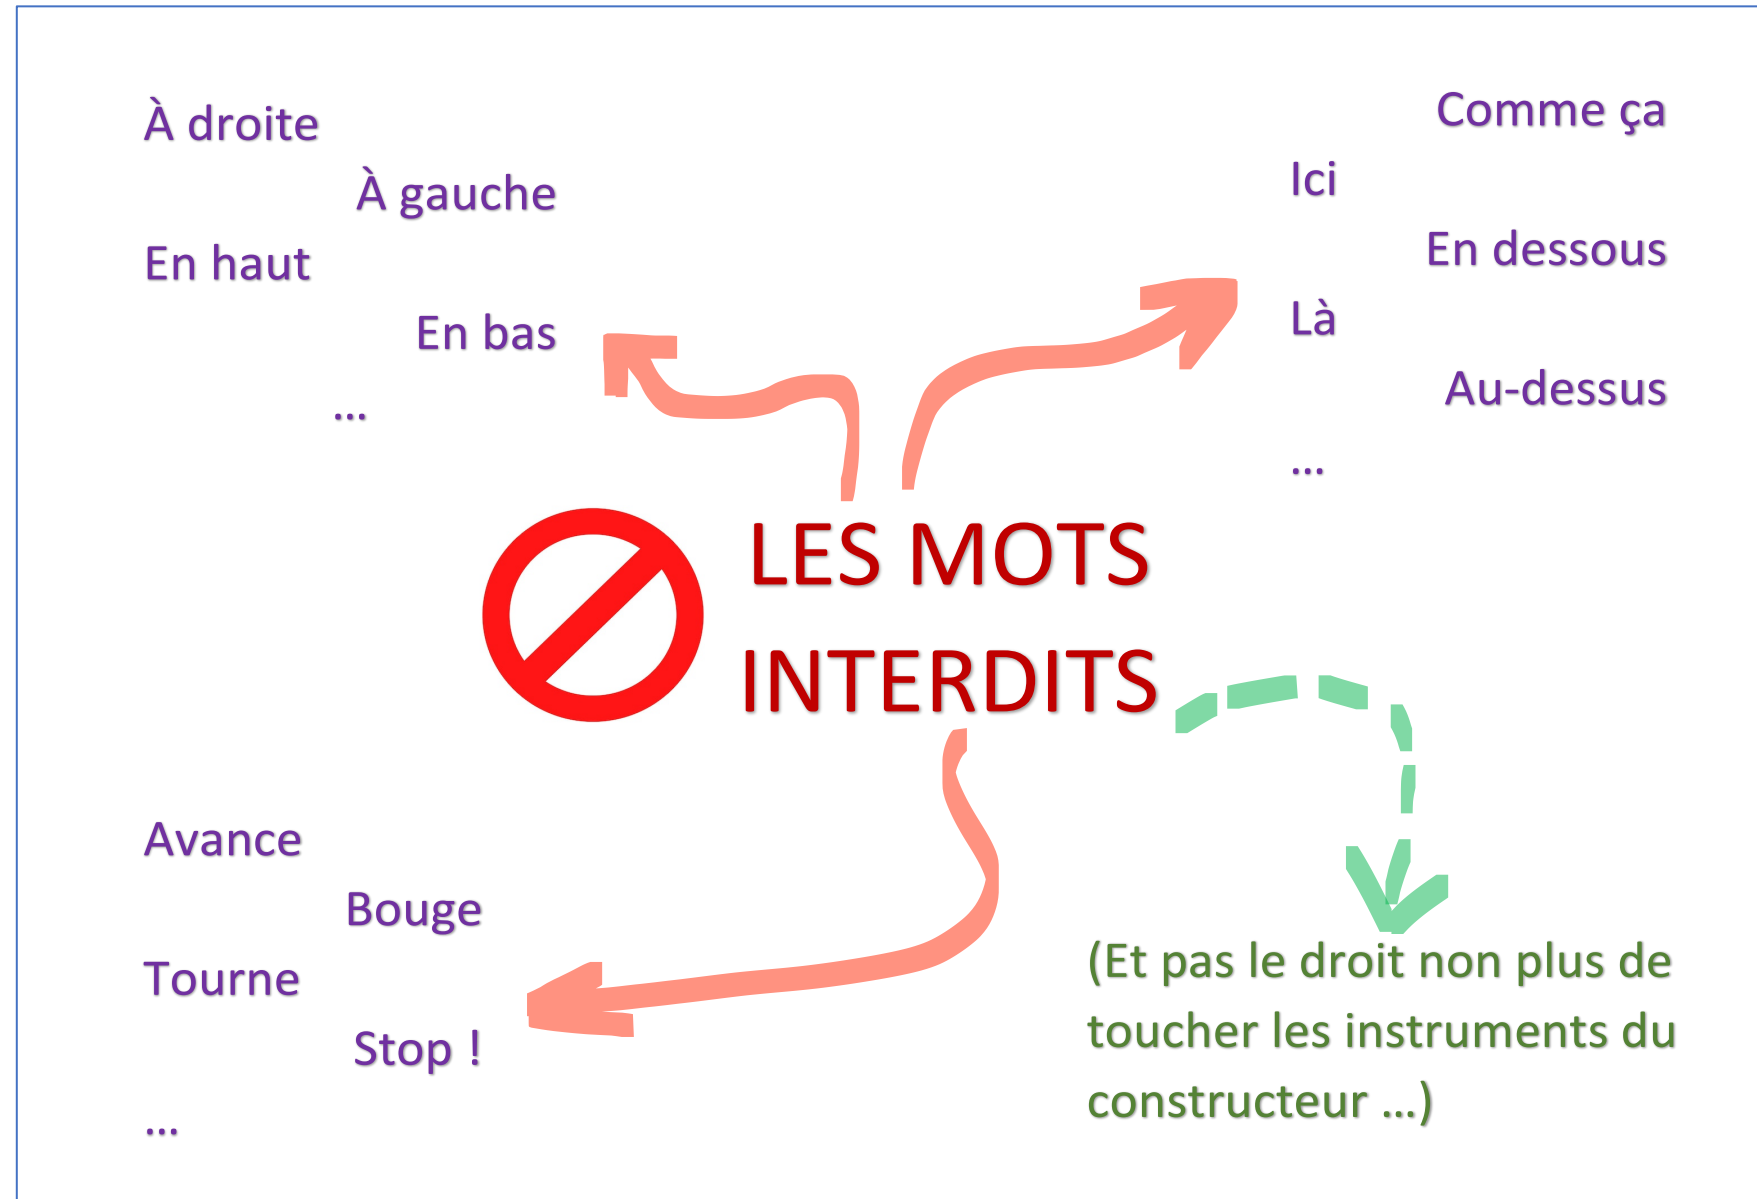 À droite
À gauche
En haut
En bas
…
Comme ça
Ici
En dessous
Là
Au-dessus
…
LES MOTS
INTERDITS
Avance
Bouge
Tourne
Stop !
…
(Et pas le droit non plus de
toucher les instruments du
constructeur …)